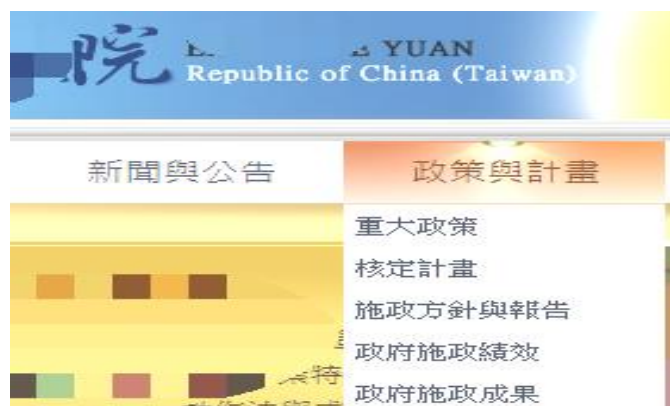 院
YUAN
Republic of China (Taiwan)
新聞與公告
政策與計畫
重大政策
核定計畫
施政方針與報告
政府施政績效
政府施政成果